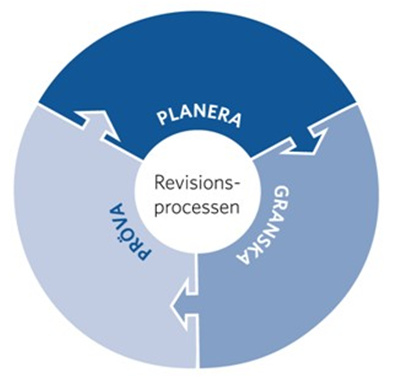 PLANERA
Revisions-
processen
GRANSKA
PRÖVA